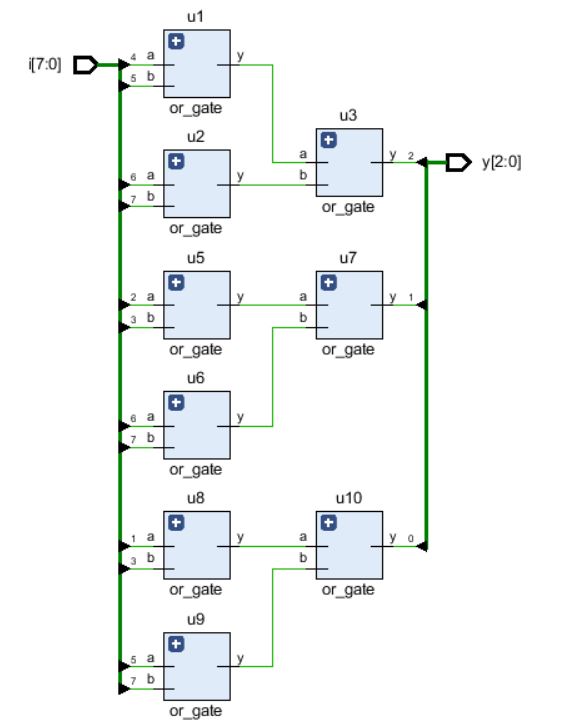 u1
i[7:0]
4 a
y
5 b
or_gate
u2
u3
6 a
y
a
y 2
y[2:0]
7 b
b
or_gate
or_gate
u5
u7
2 a
y
a
y 1
3 b
b
or_gate
or_gate
u6
6 a
y
7 b
or_gate
u8
u10
1 a
y
a
y 0
3 b
b
or_gate
or_gate
u9
5 a
y
7 b
or_gate